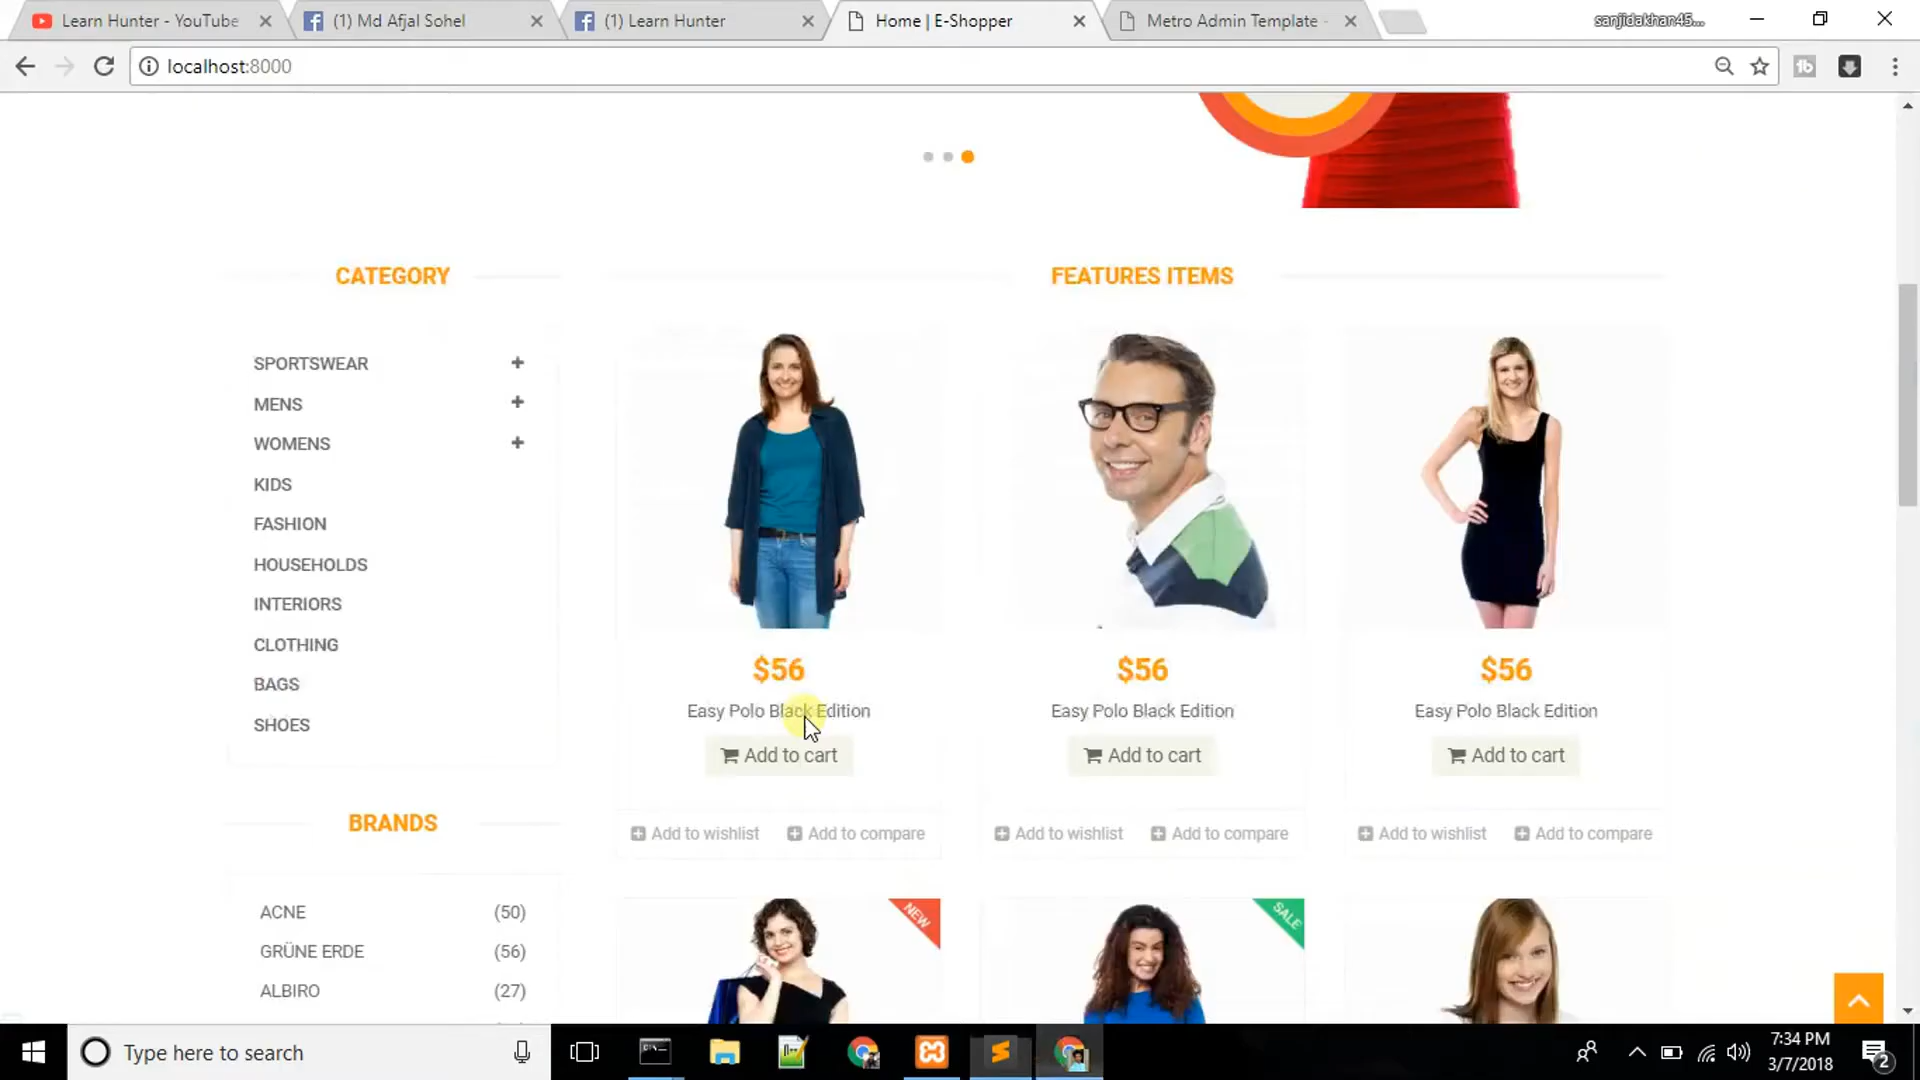 Learn Hunter - YouTube
(1) Md Afjal Sohel
(1) Learn Hunter
Home | E-Shopper
Metro Admin Template -
sanjidakhan45...
localhost:8000
CATEGORY
FEATURES ITEMS
SPORTSWEAR
MENS
WOMENS
KIDS
FASHION
HOUSEHOLDS
INTERIORS
CLOTHING
BAGS
SHOES
$56
$56
$56
Easy Polo Black Edition
Easy Polo Black Edition
Easy Polo Black Edition
Add to cart
Add to cart
Add to cart
Add to wishlist
Add to compare
Add to wishlist
Add to compare
Add to wishlist
Add to compare
BRANDS
ACNE (50)
GRÜNE ERDE (56)
ALBIRO (27)
NEW
SALE
Type here to search
7:34 PM
3/7/2018
2